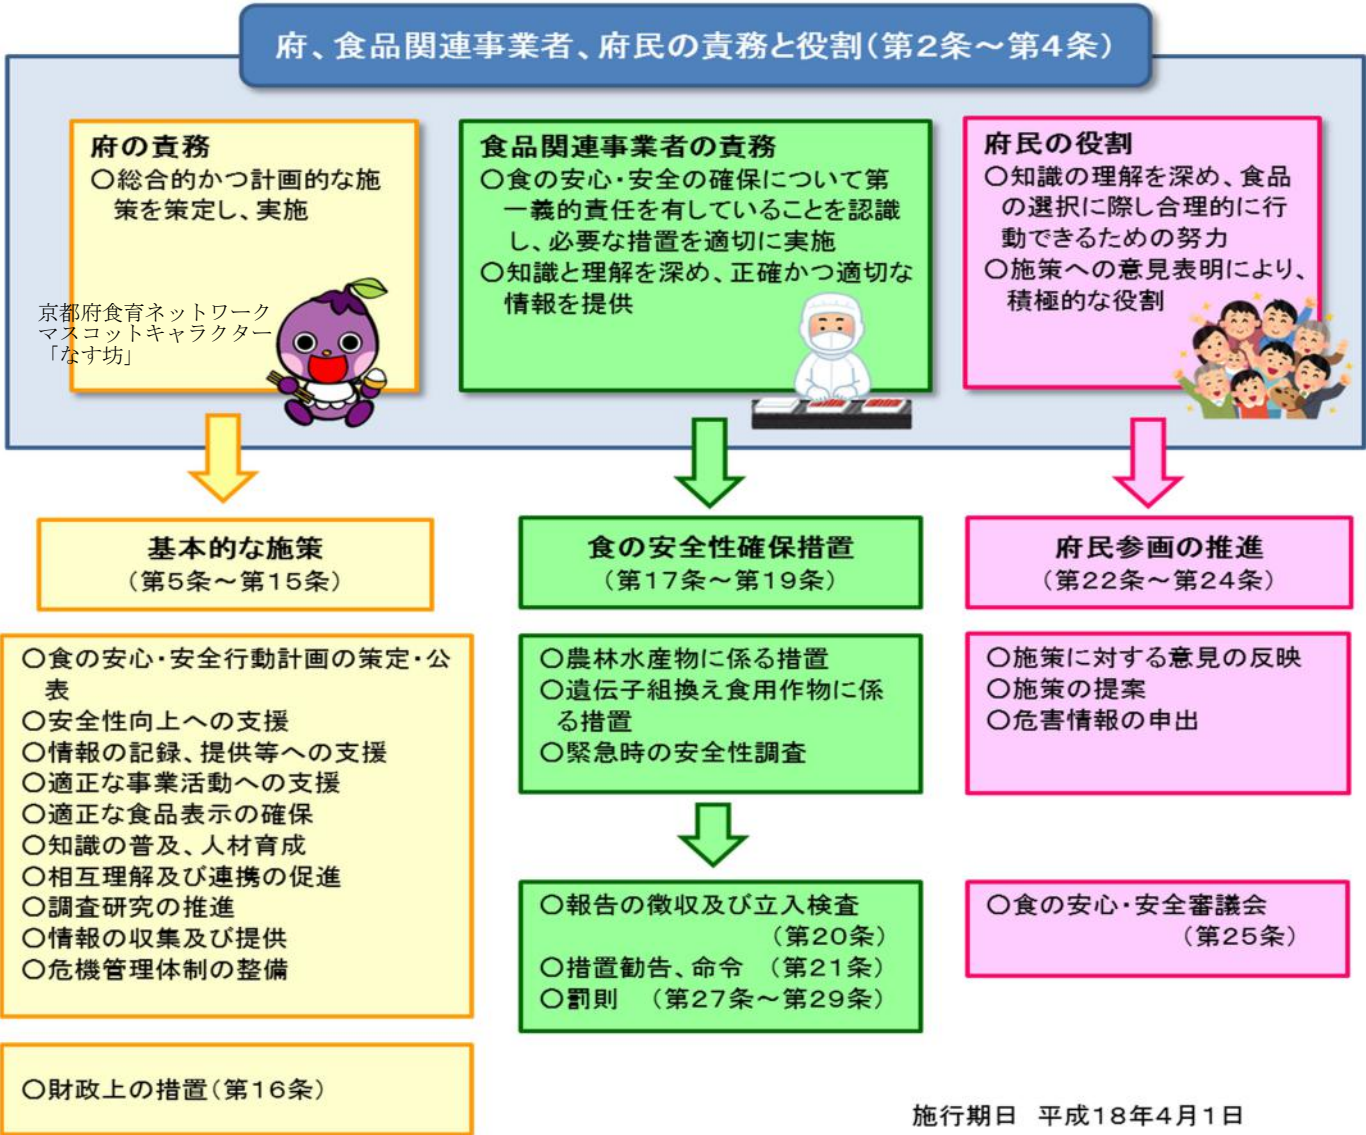 府、食品関連事業者、府民の責務と役割(第2条～第4条)
府の責務
○総合的かつ計画的な施
策を策定し、実施
京都府食育ネットワーク
マスコットキャラクター
「なす坊」
食品関連事業者の責務
○食の安心・安全の確保について第
一義的責任を有していることを認識
し、必要な措置を適切に実施
○知識と理解を深め、正確かつ適切な
情報を提供
府民の役割
○知識の理解を深め、食品
の選択に際し合理的に行
動できるための努力
○施策への意見表明により、
積極的な役割
基本的な施策
(第5条～第15条)
○食の安心・安全行動計画の策定・公
表
○安全性向上への支援
○情報の記録、提供等への支援
○適正な事業活動への支援
○適正な食品表示の確保
○知識の普及、人材育成
○相互理解及び連携の促進
○調査研究の推進
○情報の収集及び提供
○危機管理体制の整備
○財政上の措置(第16条)
食の安全性確保措置
(第17条～第19条)
○農林水産物に係る措置
○遺伝子組換え食用作物に係
る措置
○緊急時の安全性調査
○報告の徴収及び立入検査
(第20条)
○措置勧告、命令 (第21条)
○罰則 (第27条～第29条)
府民参画の推進
(第22条～第24条)
○施策に対する意見の反映
○施策の提案
○危害情報の申出
○食の安心・安全審議会
(第25条)
施行期日 平成18年4月1日